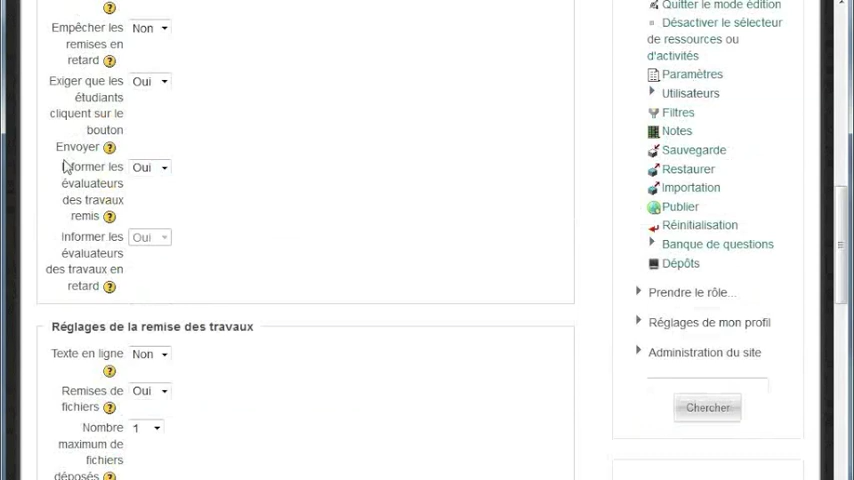 Empêcher les Non
remises en
retard
Exiger que les Oui
étudiants
cliquent sur le
bouton
Envoyer
Informer les Oui
évaluateurs
des travaux
remis
Informer les Oui
évaluateurs
des travaux en
retard
Réglages de la remise des travaux
Texte en ligne Non
Remises de Oui
fichiers
Nombre 1
maximum de
fichiers
déposés
Quitter le mode édition
Désactiver le sélecteur
de ressources ou
d'activités
Paramètres
Utilisateurs
Filtres
Notes
Sauvegarde
Restaurer
Importation
Publier
Réinitialisation
Banque de questions
Dépôts
Prendre le rôle...
Réglages de mon profil
Administration du site
Chercher